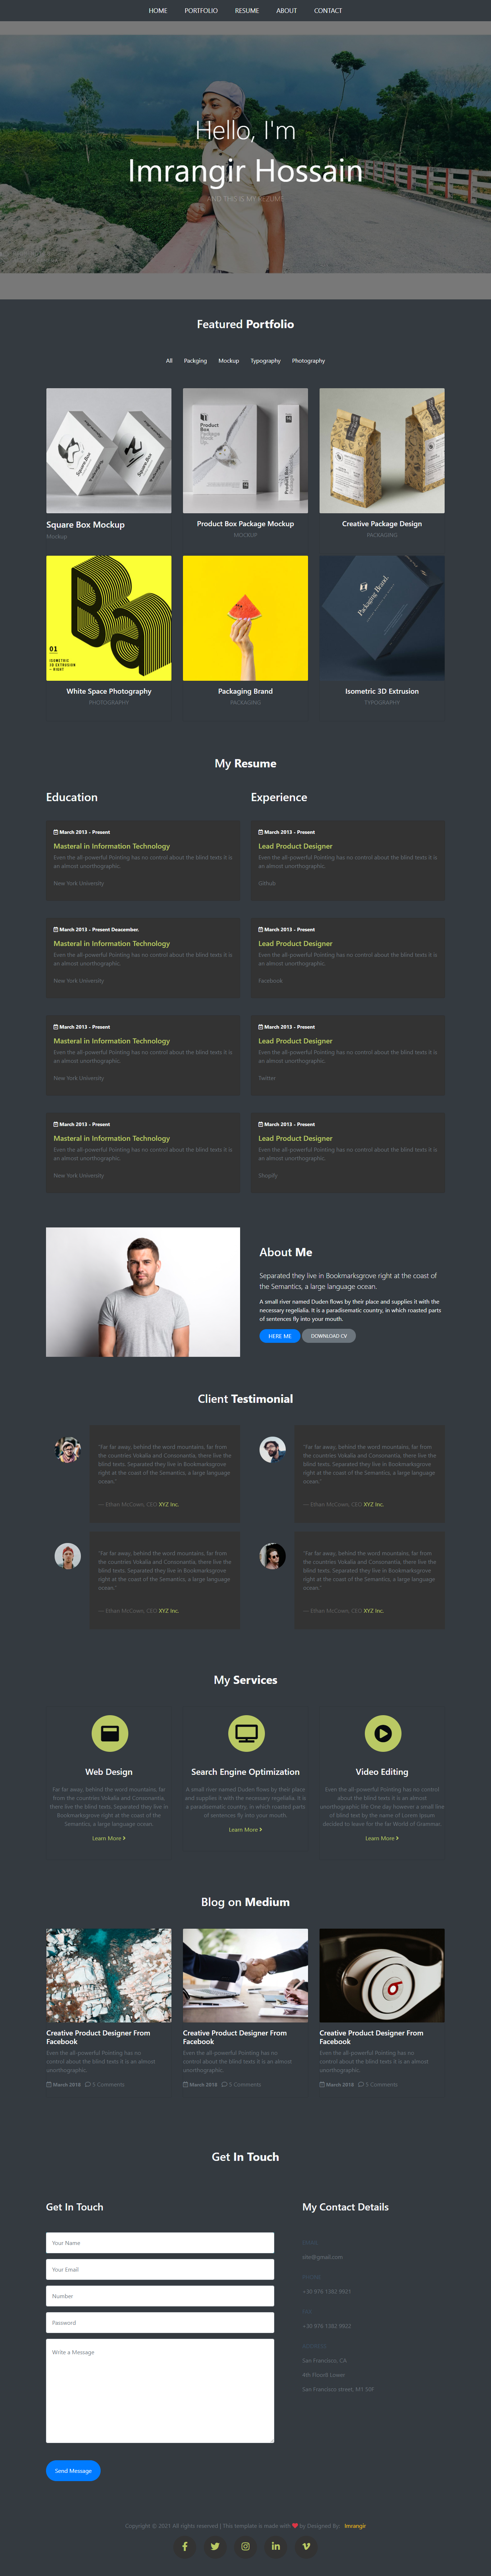 HOME PORTFOLIO RESUME ABOUT CONTACT
Hello, I'm
Imrangir Hossain
AND THIS IS MY REZUME
Featured Portfolio
All Packging Mockup Typography Photography
Square Box Mockup
Mockup
Product Box Package Mockup
MOCKUP
Creative Package Design
PACKAGING
White Space Photography
PHOTOGRAPHY
Packaging Brand
PACKAGING
Isometric 3D Extrusion
TYPOGRAPHY
My Resume
Education
March 2013 - Present
Masteral in Information Technology
Even the all-powerful Pointing has no control about the blind texts it is
an almost unorthographic.
New York University
March 2013 - Present Deacember.
Masteral in Information Technology
Even the all-powerful Pointing has no control about the blind texts it is
an almost unorthographic.
New York University
March 2013 - Present
Masteral in Information Technology
Even the all-powerful Pointing has no control about the blind texts it is
an almost unorthographic.
New York University
March 2013 - Present
Masteral in Information Technology
Even the all-powerful Pointing has no control about the blind texts it is
an almost unorthographic.
New York University
Experience
March 2013 - Present
Lead Product Designer
Even the all-powerful Pointing has no control about the blind texts it is
an almost unorthographic.
Github
March 2013 - Present
Lead Product Designer
Even the all-powerful Pointing has no control about the blind texts it is
an almost unorthographic.
Facebook
March 2013 - Present
Lead Product Designer
Even the all-powerful Pointing has no control about the blind texts it is
an almost unorthographic.
Twitter
March 2013 - Present
Lead Product Designer
Even the all-powerful Pointing has no control about the blind texts it is
an almost unorthographic.
Shopify
About Me
Separated they live in Bookmarksgrove right at the coast of
the Semantics, a large language ocean.
A small river named Duden flows by their place and supplies it with the
necessary regelialia. It is a paradisematic country, in which roasted parts
of sentences fly into your mouth.
HERE ME DOWNLOAD CV
Client Testimonial
"Far far away, behind the word mountains, far from
the countries Vokalia and Consonantia, there live the
blind texts. Separated they live in Bookmarksgrove
right at the coast of the Semantics, a large language
ocean."
— Ethan McCown, CEO XYZ Inc.
"Far far away, behind the word mountains, far from
the countries Vokalia and Consonantia, there live the
blind texts. Separated they live in Bookmarksgrove
right at the coast of the Semantics, a large language
ocean."
— Ethan McCown, CEO XYZ Inc.
"Far far away, behind the word mountains, far from
the countries Vokalia and Consonantia, there live the
blind texts. Separated they live in Bookmarksgrove
right at the coast of the Semantics, a large language
ocean."
— Ethan McCown, CEO XYZ Inc.
"Far far away, behind the word mountains, far from
the countries Vokalia and Consonantia, there live the
blind texts. Separated they live in Bookmarksgrove
right at the coast of the Semantics, a large language
ocean."
— Ethan McCown, CEO XYZ Inc.
My Services
Web Design
Far far away, behind the word mountains, far
from the countries Vokalia and Consonantia,
there live the blind texts. Separated they live in
Bookmarksgrove right at the coast of the
Semantics, a large language ocean.
Learn More
Search Engine Optimization
A small river named Duden flows by their place
and supplies it with the necessary regelialia. It is
a paradisematic country, in which roasted parts
of sentences fly into your mouth.
Learn More
Video Editing
Even the all-powerful Pointing has no control
about the blind texts it is an almost
unorthographic life One day however a small line
of blind text by the name of Lorem Ipsum
decided to leave for the far World of Grammar.
Learn More
Blog on Medium
Creative Product Designer From
Facebook
Even the all-powerful Pointing has no
control about the blind texts it is an almost
unorthographic.
March 2018 5 Comments
Creative Product Designer From
Facebook
Even the all-powerful Pointing has no
control about the blind texts it is an almost
unorthographic.
March 2018 5 Comments
Creative Product Designer From
Facebook
Even the all-powerful Pointing has no
control about the blind texts it is an almost
unorthographic.
March 2018 5 Comments
Get In Touch
Get In Touch
Your Name
Your Email
Number
Password
Write a Message
Send Message
My Contact Details
+30 976 1382 9921
+30 976 1382 9922
San Francisco, CA
4th Floor8 Lower
San Francisco street, M1 50F
Copyright © 2021 All rights reserved | This template is made with by Designed By: Imrangir